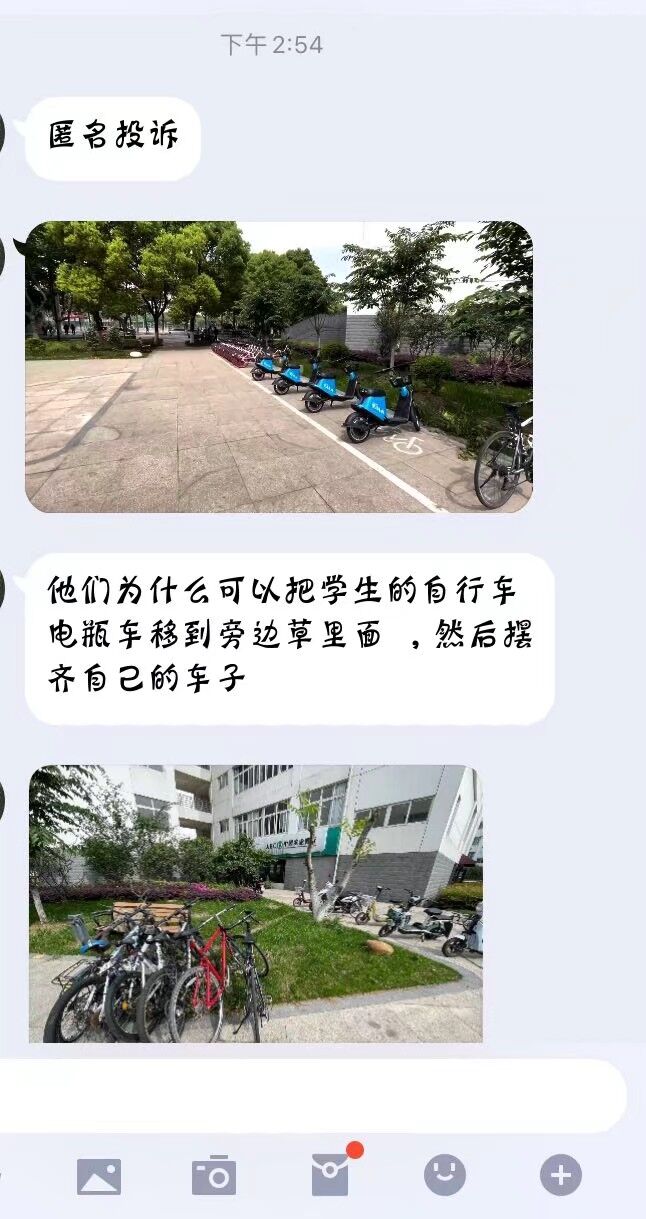 下午2:54
匿名投诉
他们为什么可以把学生的自行车
电瓶车移到旁边草里面 ，然后摆
齐自己的车子